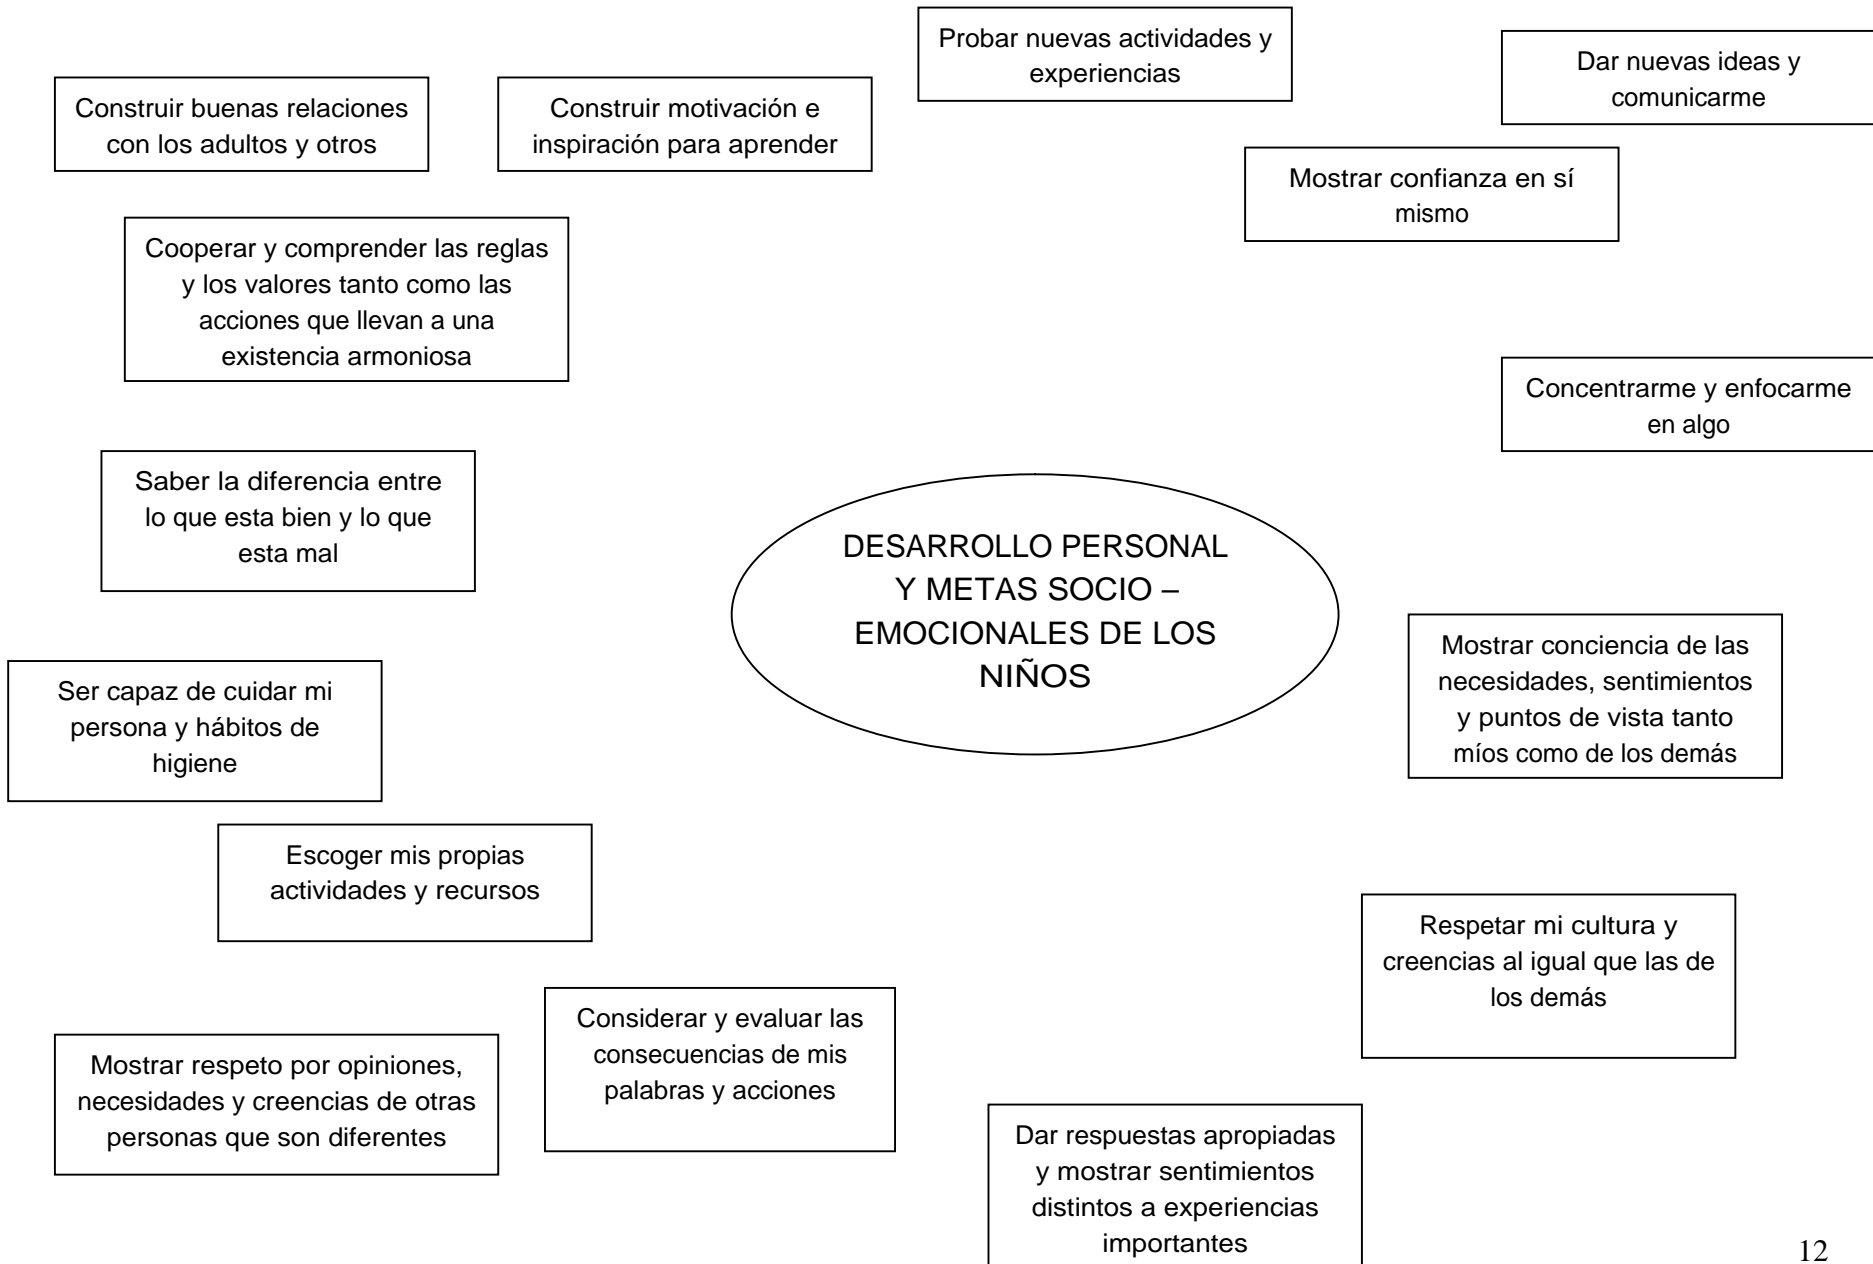 Probar nuevas actividades y
experiencias
Dar nuevas ideas y
comunicarme
Construir buenas relaciones
con los adultos y otros
Construir motivación e
inspiración para aprender
Mostrar confianza en sí
mismo
Cooperar y comprender las reglas
y los valores tanto como las
acciones que llevan a una
existencia armoniosa
Concentrarme y enfocarme
en algo
Saber la diferencia entre
lo que esta bien y lo que
esta mal
DESARROLLO PERSONAL
Y METAS SOCIO –
EMOCIONALES DE LOS
NIÑOS
Mostrar conciencia de las
necesidades, sentimientos
y puntos de vista tanto
míos como de los demás
Ser capaz de cuidar mi
persona y hábitos de
higiene
Escoger mis propias
actividades y recursos
Respetar mi cultura y
creencias al igual que las de
los demás
Considerar y evaluar las
consecuencias de mis
palabras y acciones
Mostrar respeto por opiniones,
necesidades y creencias de otras
personas que son diferentes
Dar respuestas apropiadas
y mostrar sentimientos
distintos a experiencias
importantes
12